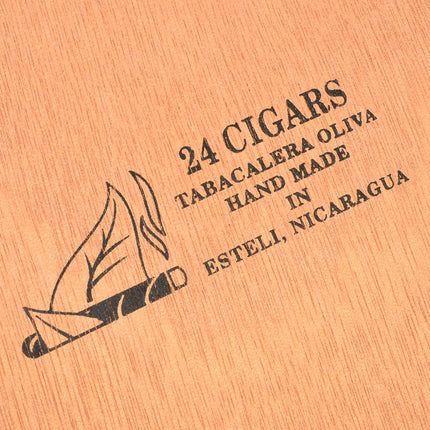 24 CIGARS
TABACALERA OLIVA
HAND MADE
IN
ESTELI, NICARAGUA